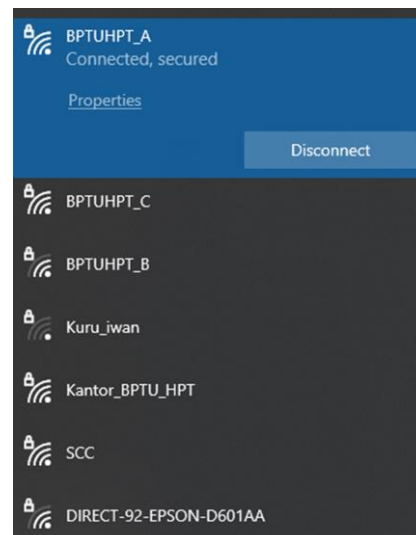 BPTUHPT_A
Connected, secured
Properties
Disconnect
BPTUHPT_C
BPTUHPT_B
Kuru_iwan
Kantor_BPTU_HPT
SCC
DIRECT-92-EPSON-D601AA